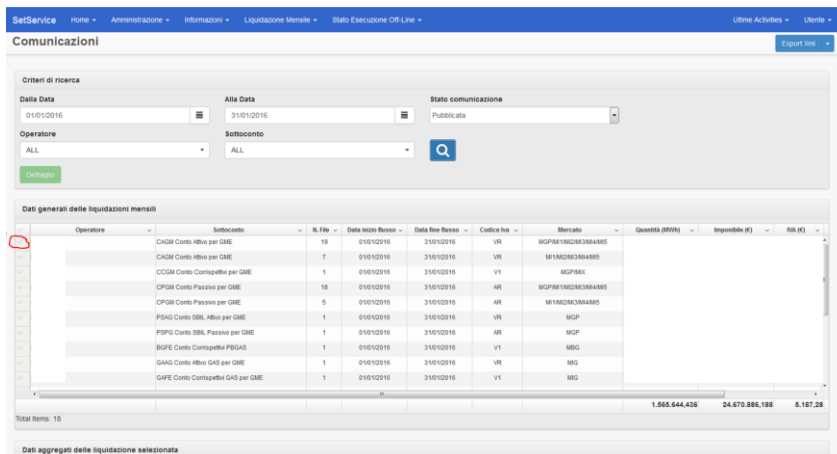 SetService Home Amministrazione Informazioni Liquidazione Mensile Stato Esecuzione Off-Line Ultime Activities Utente
Comunicazioni Export Xml
Criteri di ricerca
Dalla Data Alla Data Stato comunicazione
01/01/2016 31/01/2016 Pubblicata
Operatore Sottoconto
ALL ALL
Dettaglio
Dati generali delle liquidazioni mensili
Operatore Sottoconto N. File Data inizio flusso Data fine flusso Codice Iva Mercato Quantità (MWh) Imponibile (€) IVA (€)
CAGM Conto Attivo per GME 19 01/01/2016 31/01/2016 VR MGP/MI1/MI2/MI3/MI4/MI5
CAGM Conto Attivo per GME 7 01/01/2016 31/01/2016 VR MI1/MI2/MI3/MI4/MI5
CCGM Conto Corrispettivi per GME 1 01/01/2016 31/01/2016 V1 MGP/MIX
CPGM Conto Passivo per GME 18 01/01/2016 31/01/2016 AR MGP/MI1/MI2/MI3/MI4/MI5
CPGM Conto Passivo per GME 5 01/01/2016 31/01/2016 AR MI1/MI2/MI3/MI4/MI5
PSAG Conto SBIL Attivo per GME 1 01/01/2016 31/01/2016 VR MGP
PSPG Conto SBIL Passivo per GME 1 01/01/2016 31/01/2016 AR MGP
BGFE Conto Corrispettivi PBGAS 1 01/01/2016 31/01/2016 V1 MBG
GAAG Conto Attivo GAS per GME 1 01/01/2016 31/01/2016 VR MIG
GAFE Conto Corrispettivi GAS per GME 1 01/01/2016 31/01/2016 V1 MIG
1.565.644,436 24.670.886,188 5.187,28
Total Items: 16
Dati aggregati delle liquidazione selezionata